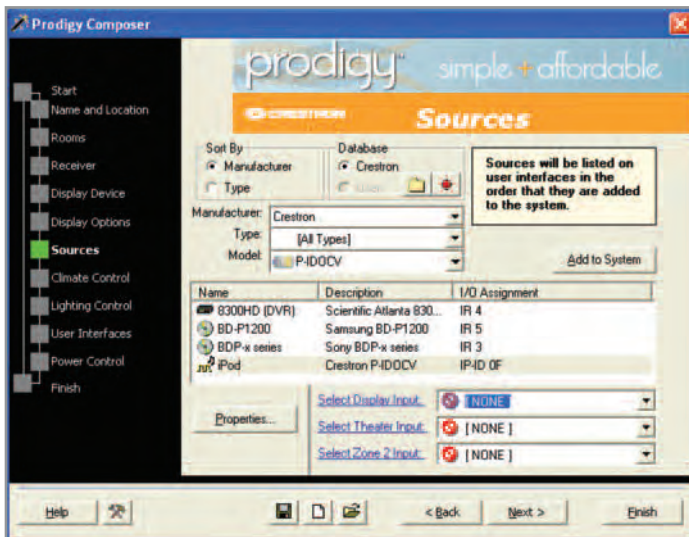 Prodigy Composer
prodigy™ simple + affordable
CRESTRON Sources
Start
Name and Location
Rooms
Receiver
Display Device
Display Options
Sources
Climate Control
Lighting Control
User Interfaces
Power Control
Finish
Sort By
Manufacturer
Type
Database
Crestron
Sources will be listed on
user interfaces in the
order that they are added
to the system.
Manufacturer: Crestron
Type: [All Types]
Model: P-IDOCV
Add to System
Name Description I/O Assignment
8300HD (DVR) Scientific Atlanta 830... IR 4
BD-P1200 Samsung BD-P1200 IR 5
BDP-x series Sony BDP-x series IR 3
iPod Crestron P-IDOCV IP-ID 0F
Properties...
Select Display Input: [NONE]
Select Theater Input: [NONE]
Select Zone 2 Input: [NONE]
Help < Back Next > Finish